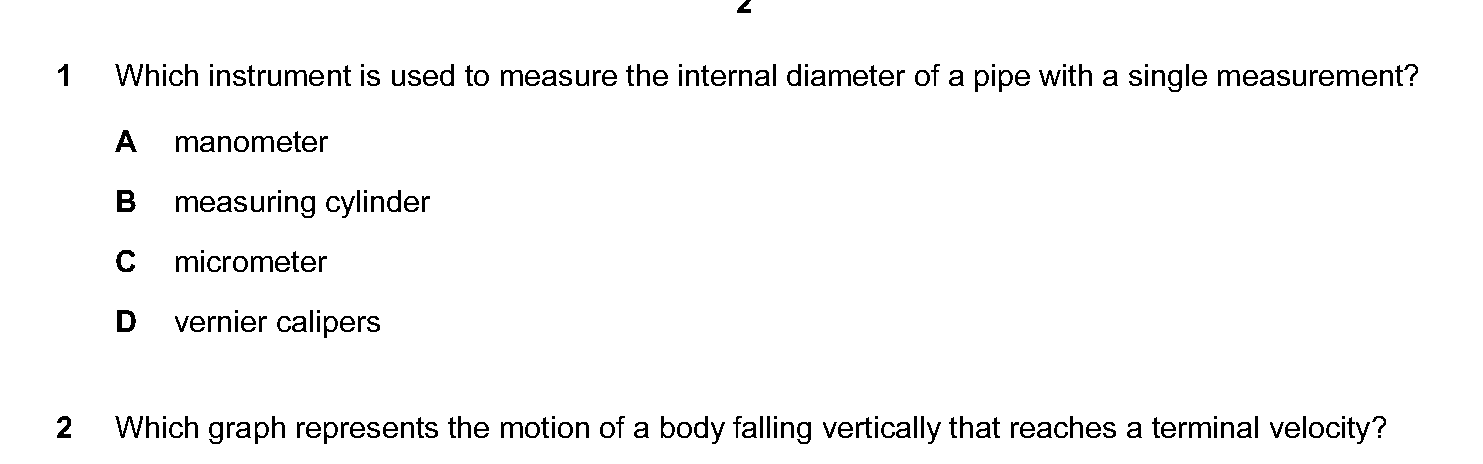 2
1 Which instrument is used to measure the internal diameter of a pipe with a single measurement?
A manometer
B measuring cylinder
C micrometer
D vernier calipers
2 Which graph represents the motion of a body falling vertically that reaches a terminal velocity?